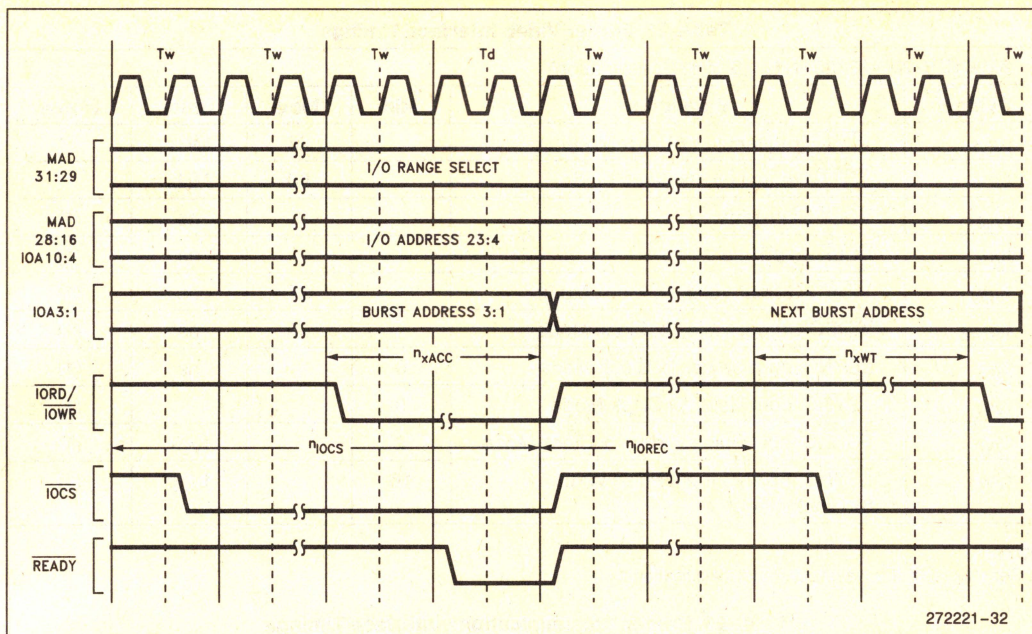 Tw Tw Tw Td Tw Tw Tw Tw Tw
MAD
31:29
I/O RANGE SELECT
MAD
28:16
IOA10:4
I/O ADDRESS 23:4
IOA3:1
BURST ADDRESS 3:1
NEXT BURST ADDRESS
nxACC
nxWT
IORD/
IOWR
nIOCS
nIOREC
IOCS
READY
272221-32